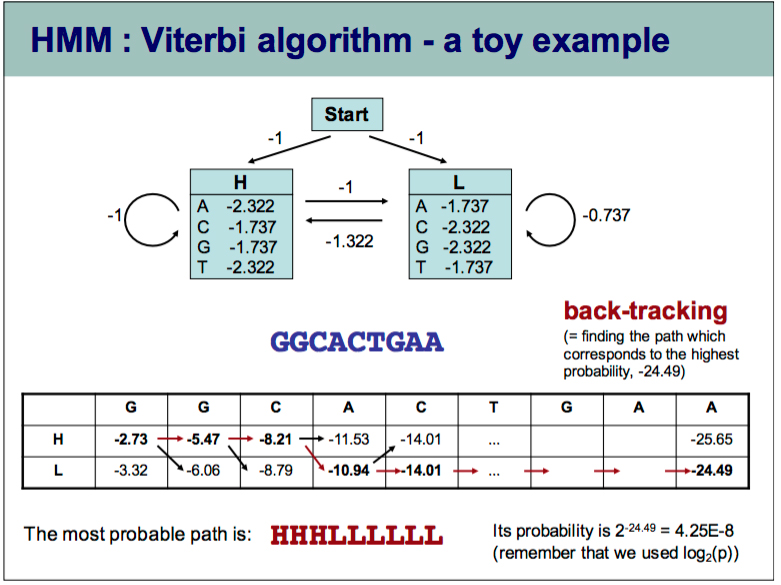 HMM : Viterbi algorithm - a toy example
Start
-1 -1
H
A -2.322
C -1.737
G -1.737
T -2.322
-1
-1
-1.322
L
A -1.737
C -2.322
G -2.322
T -1.737
-0.737
GGCACTGAA
back-tracking
(= finding the path which
corresponds to the highest
probability, -24.49)
G G C A C T G A A
H -2.73 -5.47 -8.21 -11.53 -14.01 ... -25.65
L -3.32 -6.06 -8.79 -10.94 -14.01 ... -24.49
The most probable path is: HHHLLLLLL
Its probability is 2-24.49 = 4.25E-8
(remember that we used log2(p))